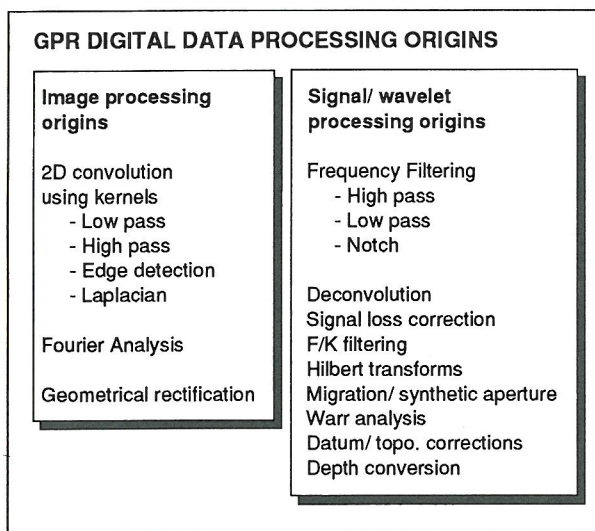 GPR DIGITAL DATA PROCESSING ORIGINS
Image processing
origins
2D convolution
using kernels
- Low pass
- High pass
- Edge detection
- Laplacian
Fourier Analysis
Geometrical rectification
Signal/ wavelet
processing origins
Frequency Filtering
- High pass
- Low pass
- Notch
Deconvolution
Signal loss correction
F/K filtering
Hilbert transforms
Migration/ synthetic aperture
Warr analysis
Datum/ topo. corrections
Depth conversion